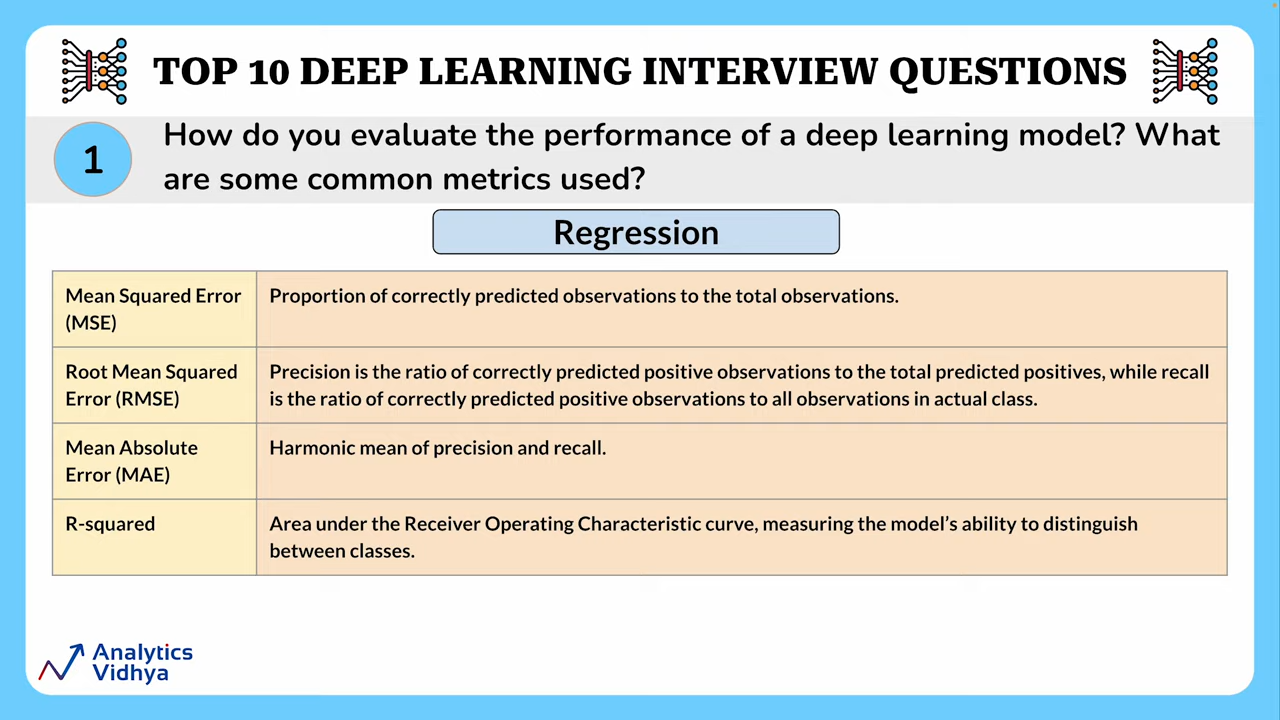 TOP 10 DEEP LEARNING INTERVIEW QUESTIONS
1
How do you evaluate the performance of a deep learning model? What
are some common metrics used?
Regression
Mean Squared Error
(MSE)
Proportion of correctly predicted observations to the total observations.
Root Mean Squared
Error (RMSE)
Precision is the ratio of correctly predicted positive observations to the total predicted positives, while recall
is the ratio of correctly predicted positive observations to all observations in actual class.
Mean Absolute
Error (MAE)
Harmonic mean of precision and recall.
R-squared
Area under the Receiver Operating Characteristic curve, measuring the model’s ability to distinguish
between classes.
Analytics
Vidhya